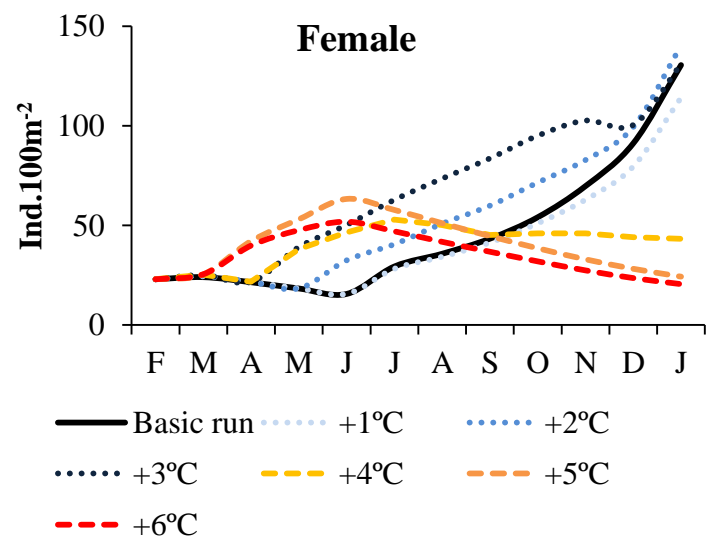 150
Female
100
50
0
Ind.100m-2
F M A M J J A S O N D J
Basic run +1ºC +2ºC
+3ºC +4ºC +5ºC
+6ºC